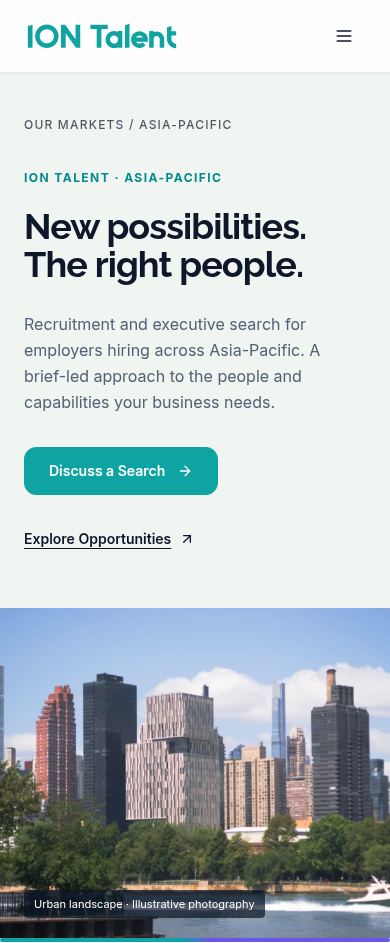 ION Talent
OUR MARKETS / ASIA-PACIFIC
ION TALENT · ASIA-PACIFIC
New possibilities.
The right people.
Recruitment and executive search for
employers hiring across Asia-Pacific. A
brief-led approach to the people and
capabilities your business needs.
Discuss a Search
Explore Opportunities
Urban landscape · Illustrative photography